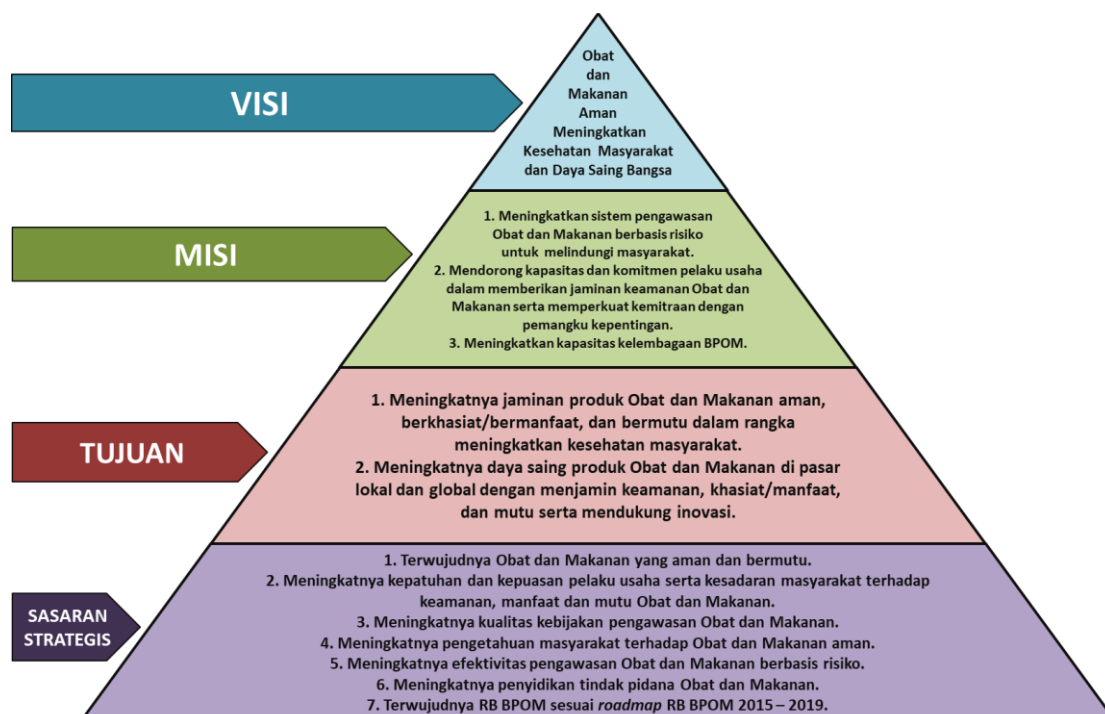 VISI
Obat
dan
Makanan
Aman
Meningkatkan
Kesehatan Masyarakat
dan Daya Saing Bangsa
MISI
1. Meningkatkan sistem pengawasan
Obat dan Makanan berbasis risiko
untuk melindungi masyarakat.
2. Mendorong kapasitas dan komitmen pelaku usaha
dalam memberikan jaminan keamanan Obat dan
Makanan serta memperkuat kemitraan dengan
pemangku kepentingan.
3. Meningkatkan kapasitas kelembagaan BPOM.
TUJUAN
1. Meningkatnya jaminan produk Obat dan Makanan aman,
berkhasiat/bermanfaat, dan bermutu dalam rangka
meningkatkan kesehatan masyarakat.
2. Meningkatnya daya saing produk Obat dan Makanan di pasar
lokal dan global dengan menjamin keamanan, khasiat/manfaat,
dan mutu serta mendukung inovasi.
SASARAN
STRATEGIS
1. Terwujudnya Obat dan Makanan yang aman dan bermutu.
2. Meningkatnya kepatuhan dan kepuasan pelaku usaha serta kesadaran masyarakat terhadap
keamanan, manfaat dan mutu Obat dan Makanan.
3. Meningkatnya kualitas kebijakan pengawasan Obat dan Makanan.
4. Meningkatnya pengetahuan masyarakat terhadap Obat dan Makanan aman.
5. Meningkatnya efektivitas pengawasan Obat dan Makanan berbasis risiko.
6. Meningkatnya penyidikan tindak pidana Obat dan Makanan.
7. Terwujudnya RB BPOM sesuai roadmap RB BPOM 2015 – 2019.